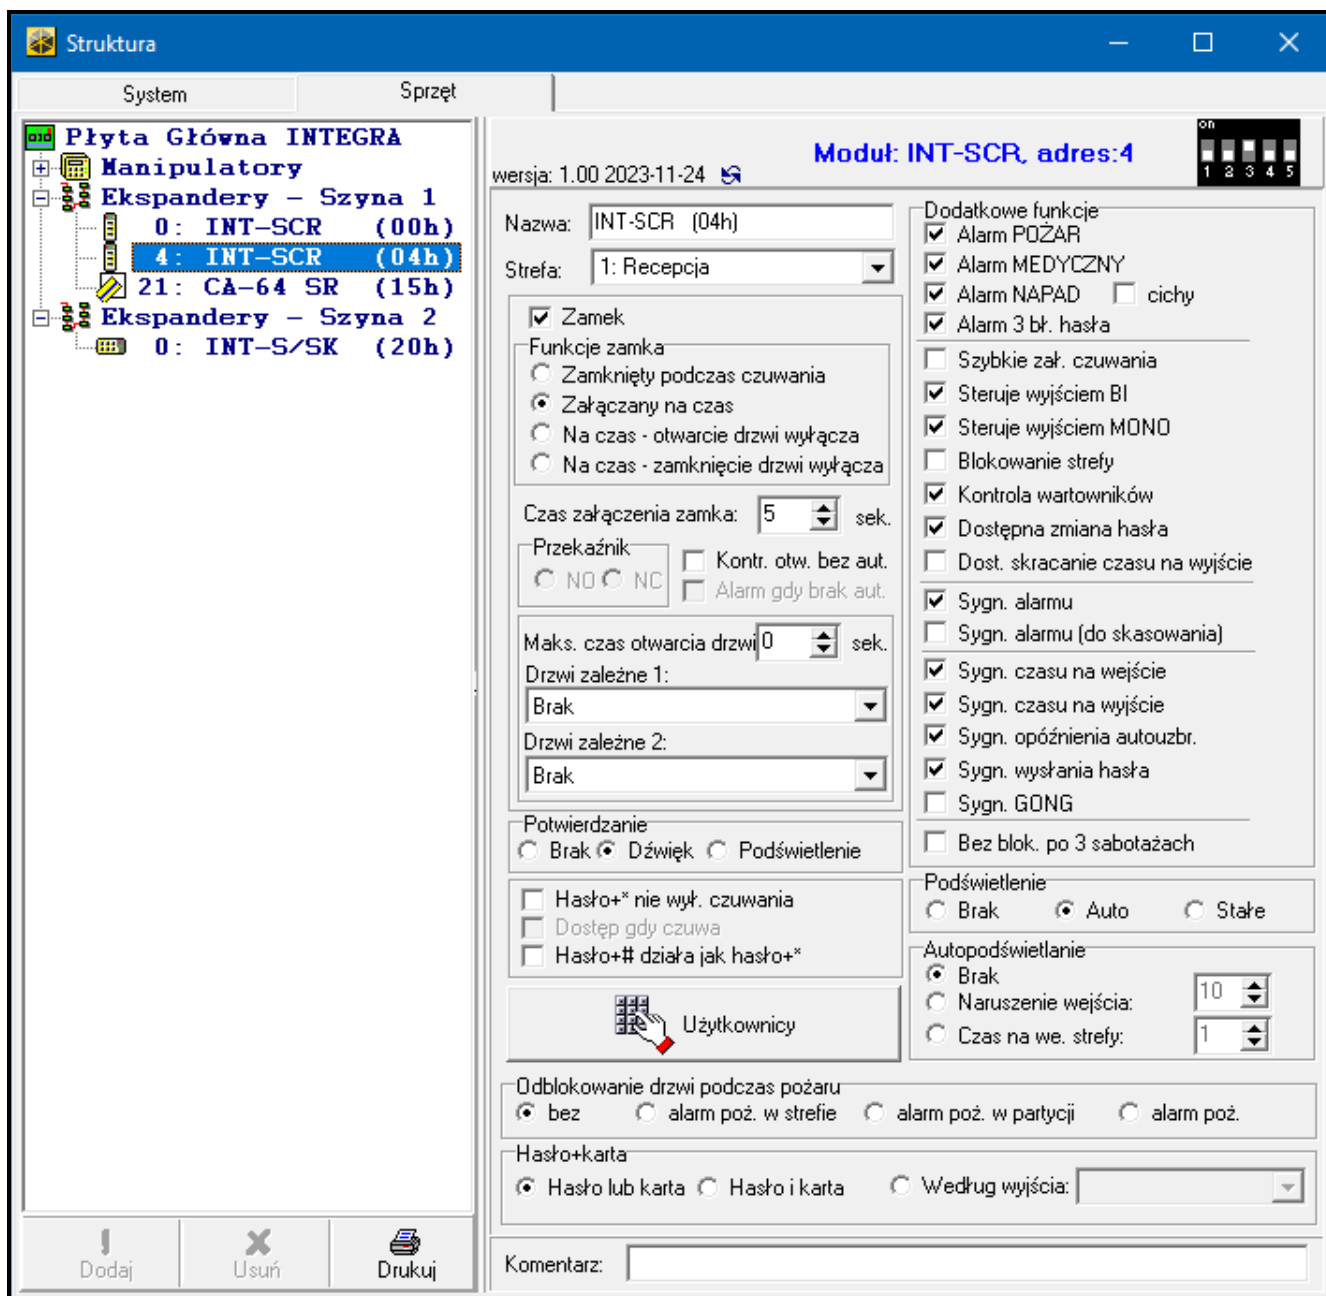 Struktura
System
Sprzęt
Płyta Główna INTEGRA
Manipulatory
Ekspandery - Szyna 1
0: INT-SCR (00h)
4: INT-SCR (04h)
21: CA-64 SR (15h)
Ekspandery - Szyna 2
0: INT-S/SK (20h)
Dodaj
Usuń
Drukuj
wersja: 1.00 2023-11-24
Moduł: INT-SCR, adres:4
on
1 2 3 4 5
Nazwa: INT-SCR (04h)
Strefa: 1: Recepcja
Zamek
Funkcje zamka
Zamknięty podczas czuwania
Załączany na czas
Na czas - otwarcie drzwi wyłącza
Na czas - zamknięcie drzwi wyłącza
Czas załączenia zamka: 5 sek.
Przekaźnik
NO NC
Kontr. otw. bez aut.
Alarm gdy brak aut.
Maks. czas otwarcia drzwi 0 sek.
Drzwi zależne 1:
Brak
Drzwi zależne 2:
Brak
Potwierdzanie
Brak Dźwięk Podświetlenie
Hasło+* nie wył. czuwania
Dostęp gdy czuwa
Hasło+# działa jak hasło+*
Użytkownicy
Dodatkowe funkcje
Alarm POŻAR
Alarm MEDYCZNY
Alarm NAPAD cichy
Alarm 3 bł. hasła
Szybkie zał. czuwania
Steruje wyjściem BI
Steruje wyjściem MONO
Blokowanie strefy
Kontrola wartowników
Dostępna zmiana hasła
Dost. skracanie czasu na wyjście
Sygn. alarmu
Sygn. alarmu (do skasowania)
Sygn. czasu na wejście
Sygn. czasu na wyjście
Sygn. opóźnienia autouzbr.
Sygn. wysłania hasła
Sygn. GONG
Bez blok. po 3 sabotażach
Podświetlenie
Brak Auto Stałe
Autopodświetlanie
Brak
Naruszenie wejścia: 10
Czas na we. strefy: 1
Odblokowanie drzwi podczas pożaru
bez alarm poż. w strefie alarm poż. w partycji alarm poż.
Hasło+karta
Hasło lub karta Hasło i karta Według wyjścia:
Komentarz: